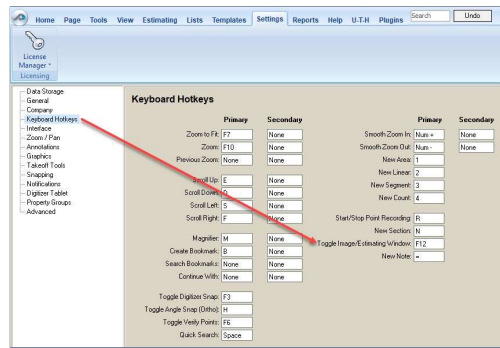 Home Page Tools View Estimating Lists Templates Settings Reports Help U-T-H Plugins Search Undo
License
Manager
Licensing
Data Storage
General
Company
Keyboard Hotkeys
Interface
Zoom / Pan
Annotations
Graphics
Takeoff Tools
Snapping
Notifications
Digitizer Tablet
Property Groups
Advanced
Keyboard Hotkeys
Primary Secondary
Zoom to Fit: F7 None
Zoom: F10 None
Previous Zoom: None None
Scroll Up: E None
Scroll Down: D None
Scroll Left: S None
Scroll Right: F None
Magnifier: M None
Create Bookmark: B None
Search Bookmarks: None None
Continue With: None None
Toggle Digitizer Snap: F3
Toggle Angle Snap (Ortho): H
Toggle Verify Points: F6
Quick Search: Space
Primary Secondary
Smooth Zoom In: Num + None
Smooth Zoom Out: Num - None
New Area: 1
New Linear: 2
New Segment: 3
New Count: 4
Start/Stop Point Recording: R
New Section: N
Toggle Image/Estimating Window: F12
New Note: =